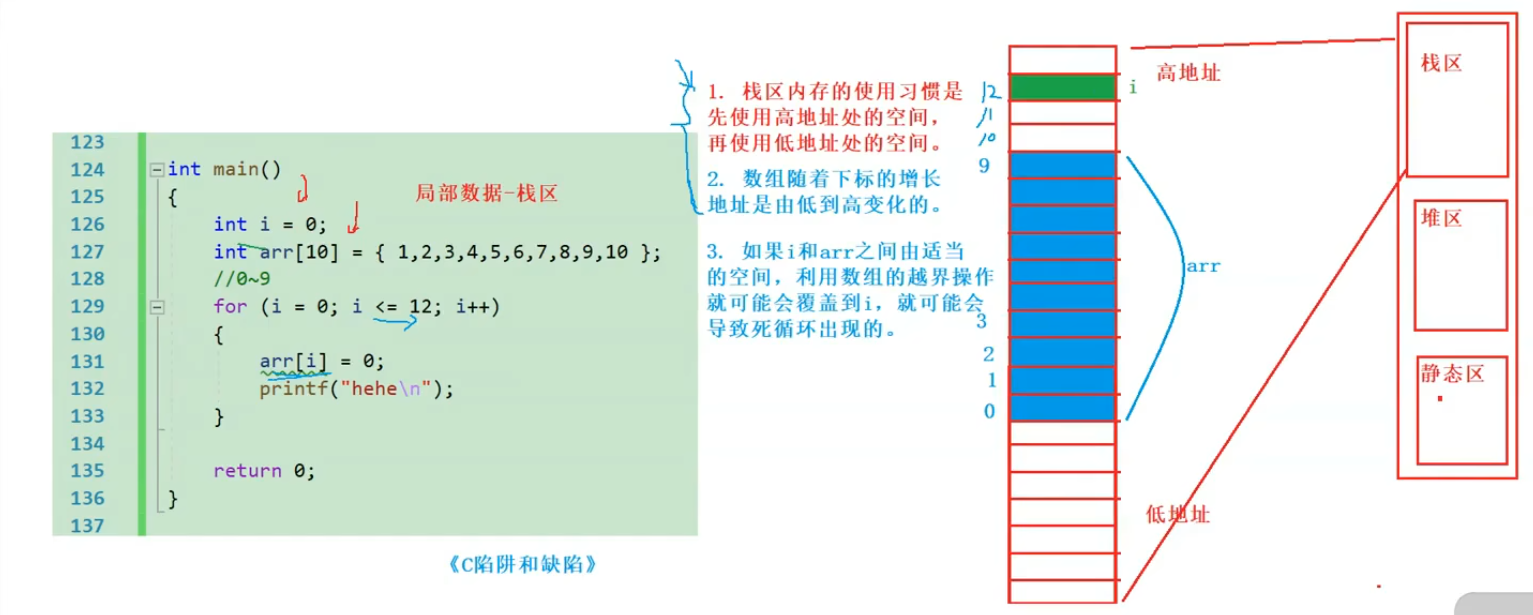 123
124 int main()
125 {
126 int i = 0;
127 int arr[10] = { 1,2,3,4,5,6,7,8,9,10 };
128 //0~9
129 for (i = 0; i <= 12; i++)
130 {
131 arr[i] = 0;
132 printf("hehe\n");
133 }
134
135 return 0;
136 }
137
局部数据-栈区
《C陷阱和缺陷》
1. 栈区内存的使用习惯是
先使用高地址处的空间，
再使用低地址处的空间。
2. 数组随着下标的增长
地址是由低到高变化的。
3. 如果i和arr之间由适当
的空间，利用数组的越界操作
就可能会覆盖到i，就可能会
导致死循环出现的。
12
11
10
9
3
2
1
0
高地址
i
arr
低地址
栈区
堆区
静态区